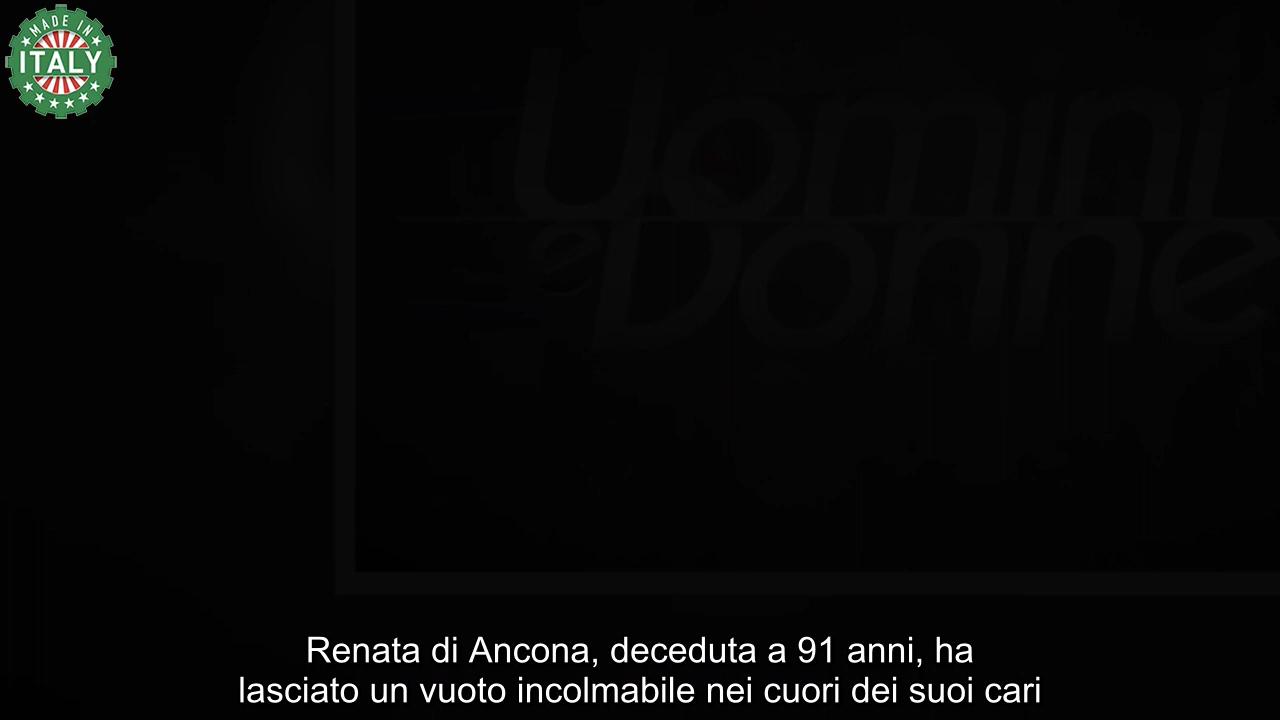 MADE IN
ITALY
Uomini
e Donne
Renata di Ancona, deceduta a 91 anni, ha
lasciato un vuoto incolmabile nei cuori dei suoi cari